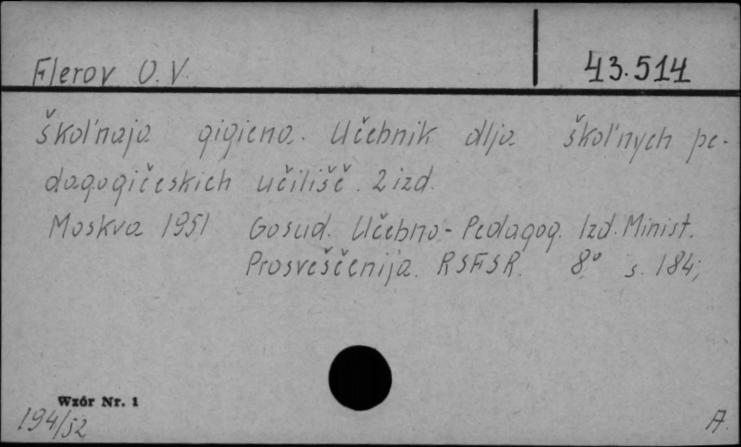 Flerov O. V.
43.514
Škol'naja gigiena. Učebnik dlja škol'nych pe-
dagogičeskich učilišč. 2 izd.
Moskva 1951 Gosud. Učebno-Pedagog. Izd. Minist.
Prosveščenija. RSFSR. 8° s. 184,
Wzór Nr. 1
194/52
A.